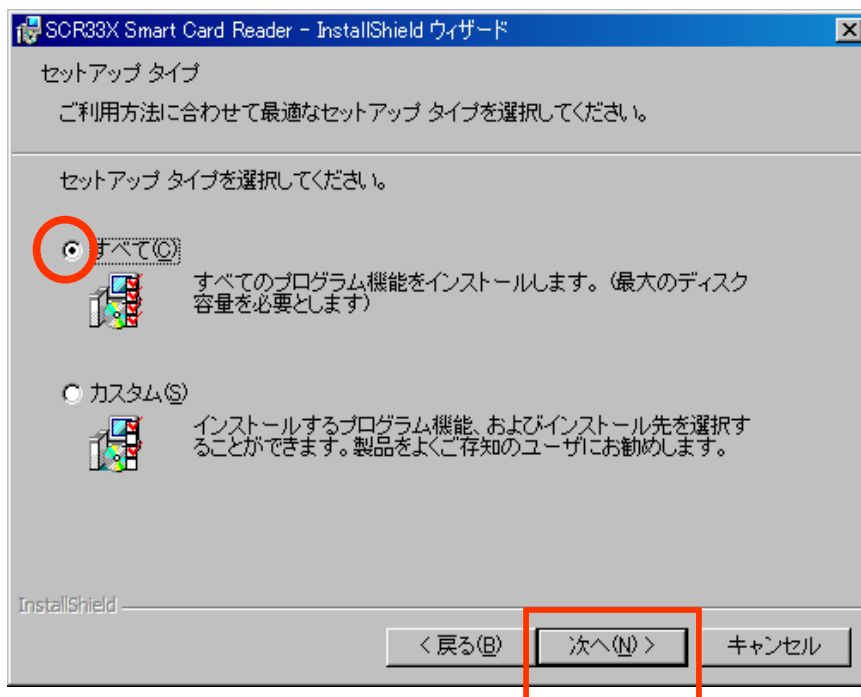 SCR33X Smart Card Reader - InstallShield ウィザード
セットアップ タイプ
ご利用方法に合わせて最適なセットアップ タイプを選択してください。
セットアップ タイプを選択してください。
すべて(C)
すべてのプログラム機能をインストールします。(最大のディスク
容量を必要とします)
カスタム(S)
インストールするプログラム機能、およびインストール先を選択す
ることができます。製品をよくご存知のユーザにお勧めします。
InstallShield
< 戻る(B)
次へ(N) >
キャンセル